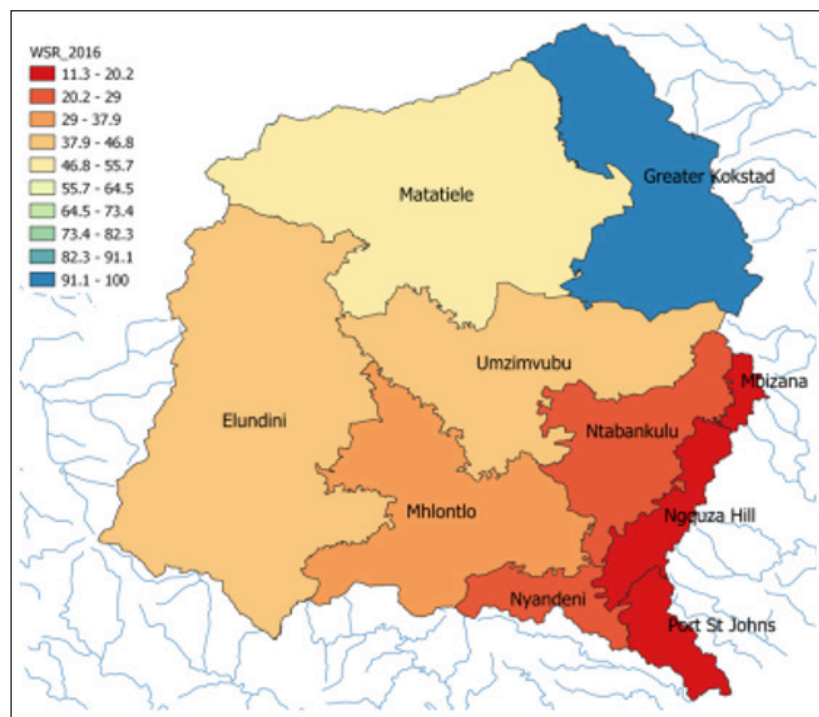 WSR_2016
11.3 - 20.2
20.2 - 29
29 - 37.9
37.9 - 46.8
46.8 - 55.7
55.7 - 64.5
64.5 - 73.4
73.4 - 82.3
82.3 - 91.1
91.1 - 100
Greater Kokstad
Matatiele
Umzimvubu
Mbizana
Elundini
Ntabankulu
Mhlontlo
Ngquza Hill
Nyandeni
Port St Johns